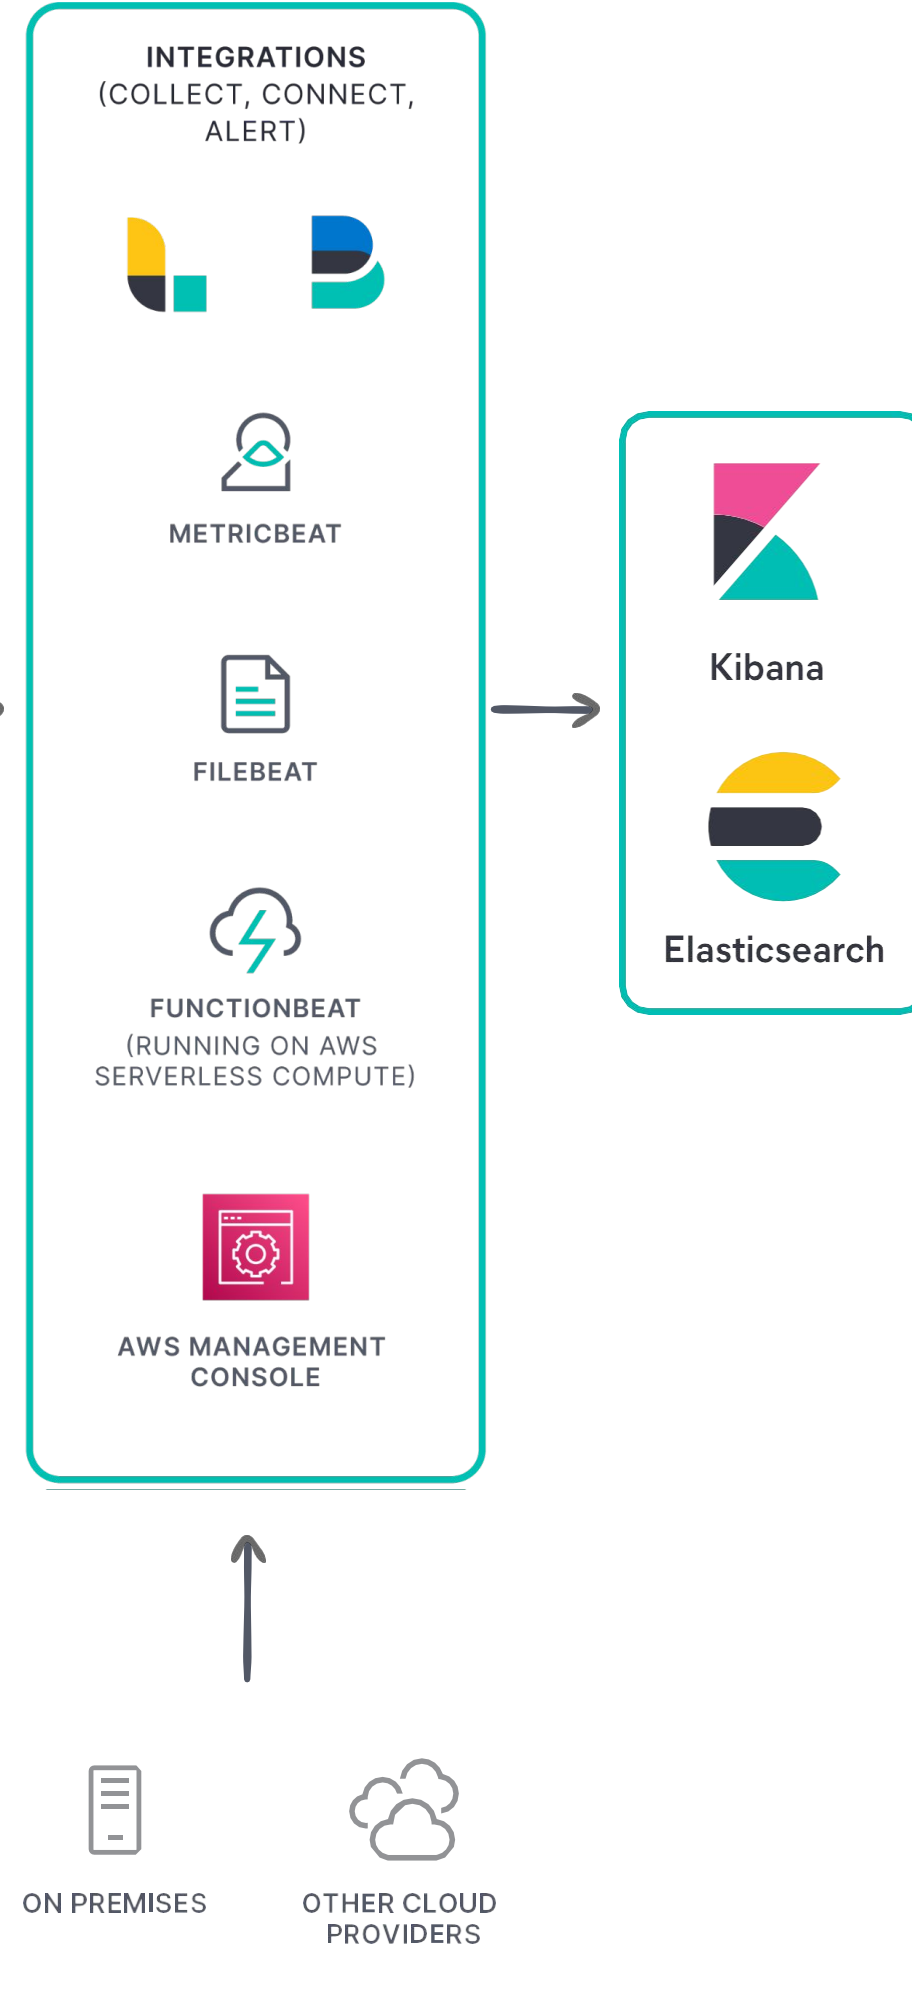 INTEGRATIONS
(COLLECT, CONNECT,
ALERT)
METRICBEAT
FILEBEAT
FUNCTIONBEAT
(RUNNING ON AWS
SERVERLESS COMPUTE)
AWS MANAGEMENT
CONSOLE
Kibana
Elasticsearch
ON PREMISES
OTHER CLOUD
PROVIDERS